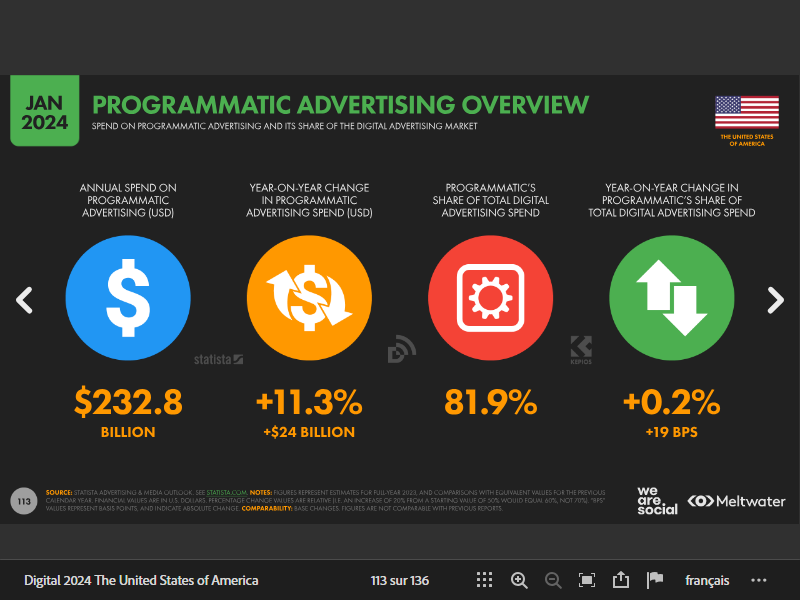 JAN
2024
PROGRAMMATIC ADVERTISING OVERVIEW
SPEND ON PROGRAMMATIC ADVERTISING AND ITS SHARE OF THE DIGITAL ADVERTISING MARKET
THE UNITED STATES
OF AMERICA
ANNUAL SPEND ON
PROGRAMMATIC
ADVERTISING (USD)
YEAR-ON-YEAR CHANGE
IN PROGRAMMATIC
ADVERTISING SPEND (USD)
PROGRAMMATIC'S
SHARE OF TOTAL DIGITAL
ADVERTISING SPEND
YEAR-ON-YEAR CHANGE IN
PROGRAMMATIC'S SHARE OF
TOTAL DIGITAL ADVERTISING SPEND
$
$
statista
KEPIOS
$232.8
BILLION
+11.3%
+$24 BILLION
81.9%
+0.2%
+19 BPS
113
SOURCE: STATISTA ADVERTISING & MEDIA OUTLOOK. SEE STATISTA.COM. NOTES: FIGURES REPRESENT ESTIMATES FOR FULL-YEAR 2023, AND COMPARISONS WITH EQUIVALENT VALUES FOR THE PREVIOUS
CALENDAR YEAR. FINANCIAL VALUES ARE IN U.S. DOLLARS. PERCENTAGE CHANGE VALUES ARE RELATIVE (I.E. AN INCREASE OF 20% FROM A STARTING VALUE OF 50% WOULD EQUAL 60%, NOT 70%). "BPS"
VALUES REPRESENT BASIS POINTS, AND INDICATE ABSOLUTE CHANGE. COMPARABILITY: BASE CHANGES. FIGURES ARE NOT COMPARABLE WITH PREVIOUS REPORTS.
we
are.
social
Meltwater
Digital 2024 The United States of America
113 sur 136
français